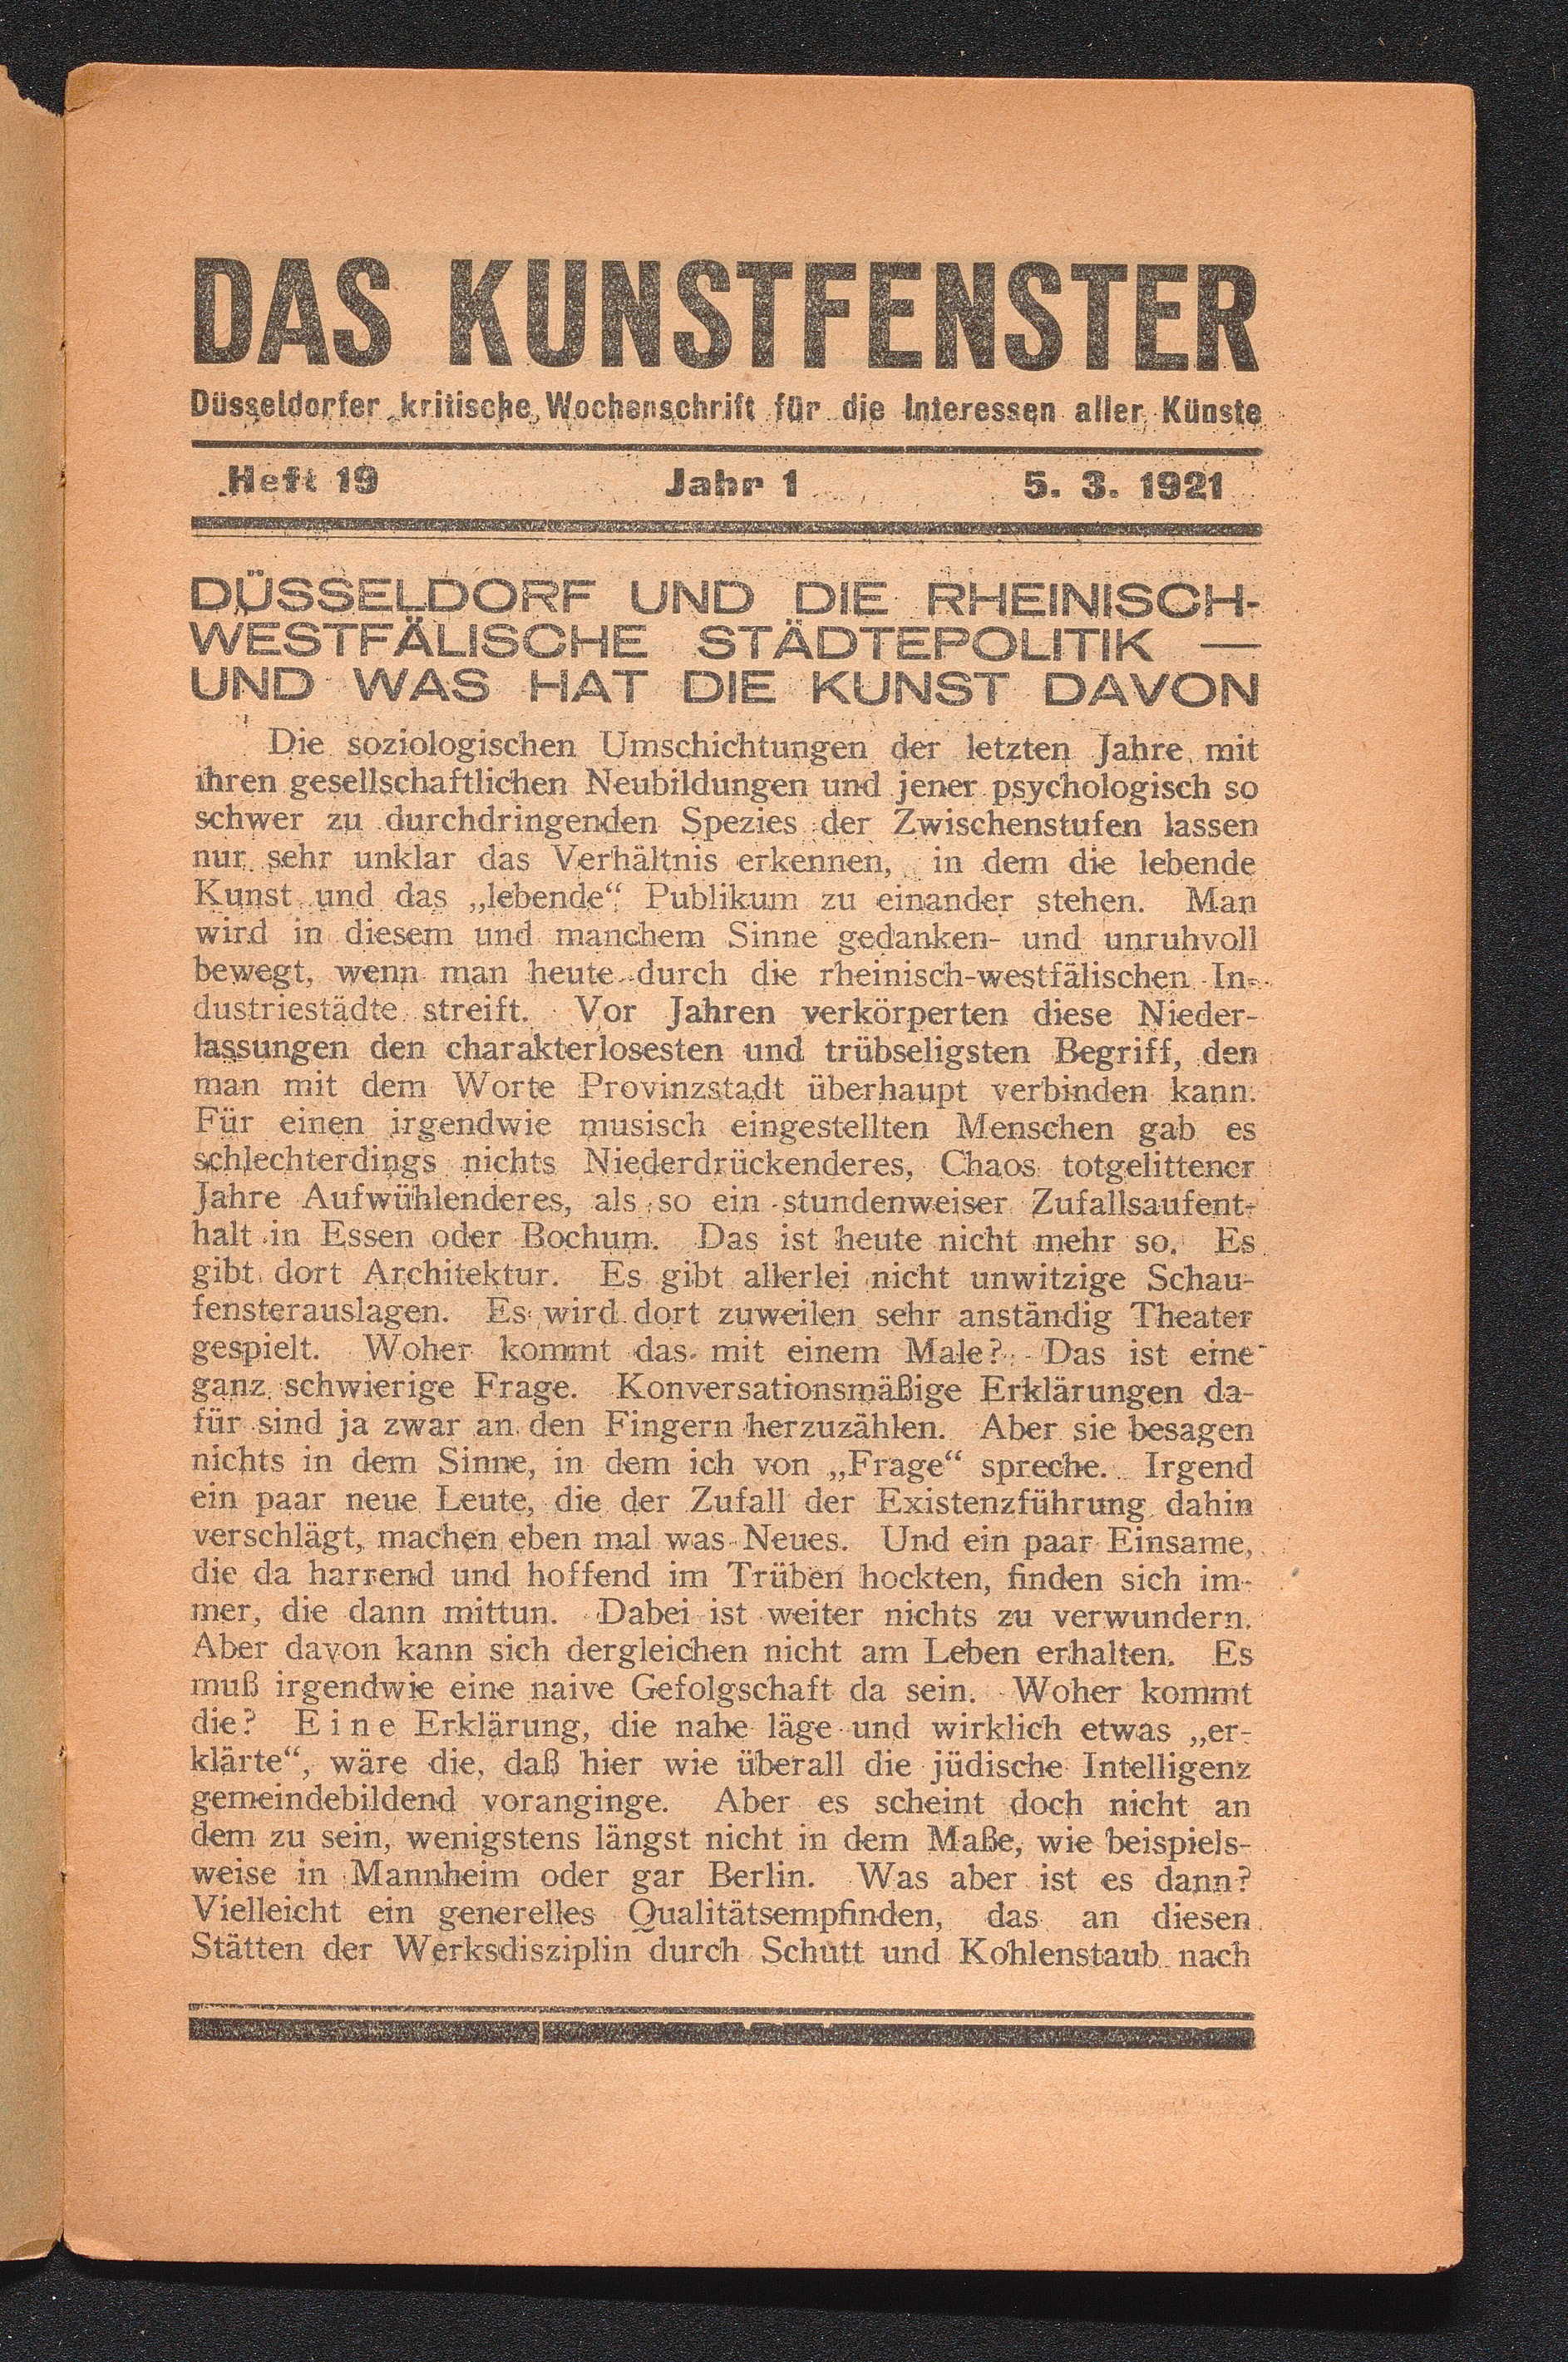 DAS KUNSTFENSTER
Düsseldorfer kritische Wochenschrift für die Interessen aller Künste
Heft 19 Jahr 1 5. 3. 1921
DÜSSELDORF UND DIE RHEINISCH-
WESTFÄLISCHE STÄDTEPOLITIK —
UND WAS HAT DIE KUNST DAVON
Die soziologischen Umschichtungen der letzten Jahre mit
ihren gesellschaftlichen Neubildungen und jener psychologisch so
schwer zu durchdringenden Spezies der Zwischenstufen lassen
nur sehr unklar das Verhältnis erkennen, in dem die lebende
Kunst und das „lebende“ Publikum zu einander stehen. Man
wird in diesem und manchem Sinne gedanken- und unruhvoll
bewegt, wenn man heute durch die rheinisch-westfälischen In-
dustriestädte streift. Vor Jahren verkörperten diese Nieder-
lassungen den charakterlosesten und trübseligsten Begriff, den
man mit dem Worte Provinzstadt überhaupt verbinden kann.
Für einen irgendwie musisch eingestellten Menschen gab es
schlechterdings nichts Niederdrückenderes, Chaos totgelittener
Jahre Aufwühlenderes, als so ein stundenweiser Zufallsaufent-
halt in Essen oder Bochum. Das ist heute nicht mehr so. Es
gibt dort Architektur. Es gibt allerlei nicht unwitzige Schau-
fensterauslagen. Es wird dort zuweilen sehr anständig Theater
gespielt. Woher kommt das mit einem Male? Das ist eine
ganz schwierige Frage. Konversationsmäßige Erklärungen da-
für sind ja zwar an den Fingern herzuzählen. Aber sie besagen
nichts in dem Sinne, in dem ich von „Frage“ spreche. Irgend
ein paar neue Leute, die der Zufall der Existenzführung dahin
verschlägt, machen eben mal was Neues. Und ein paar Einsame,
die da harrend und hoffend im Trüben hockten, finden sich im-
mer, die dann mittun. Dabei ist weiter nichts zu verwundern.
Aber davon kann sich dergleichen nicht am Leben erhalten. Es
muß irgendwie eine naive Gefolgschaft da sein. Woher kommt
die? Eine Erklärung, die nahe läge und wirklich etwas „er-
klärte“, wäre die, daß hier wie überall die jüdische Intelligenz
gemeindebildend voranginge. Aber es scheint doch nicht an
dem zu sein, wenigstens längst nicht in dem Maße, wie beispiels-
weise in Mannheim oder gar Berlin. Was aber ist es dann?
Vielleicht ein generelles Qualitätsempfinden, das an diesen
Stätten der Werksdisziplin durch Schutt und Kohlenstaub nach